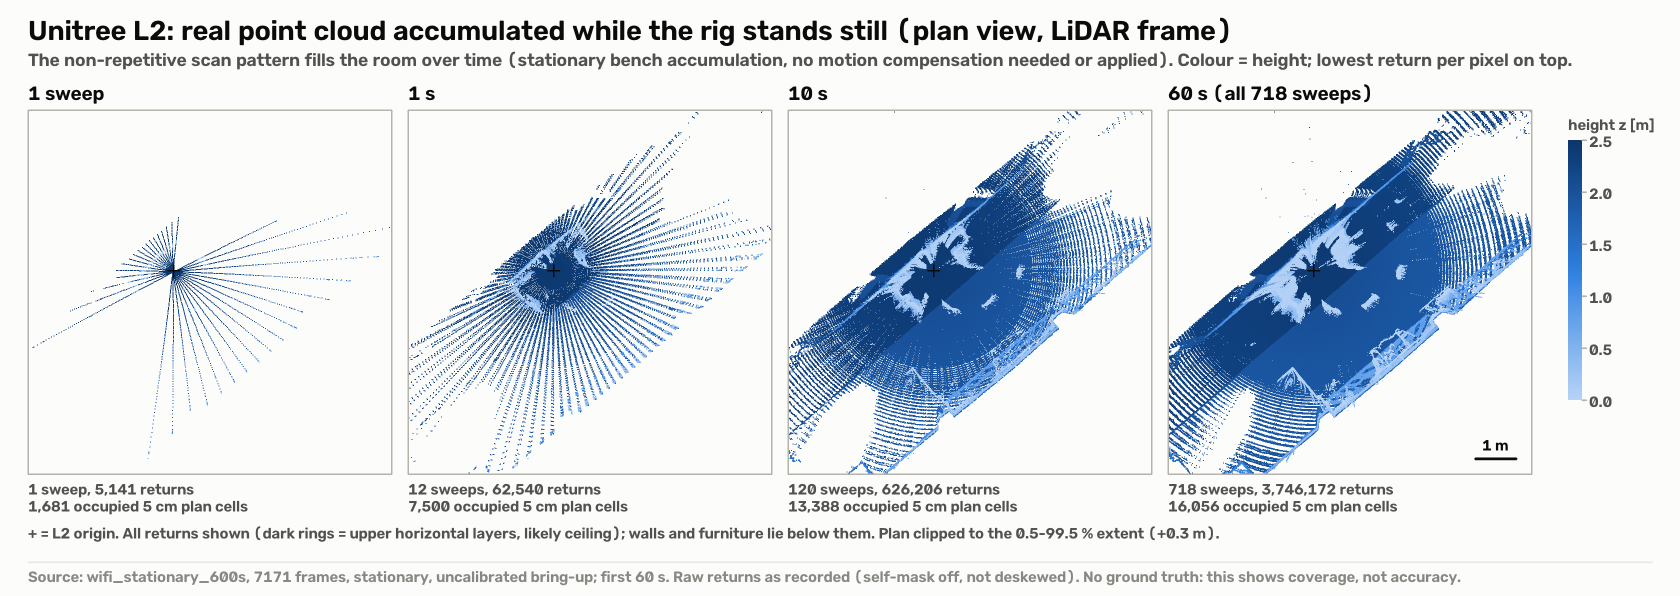 Unitree L2: real point cloud accumulated while the rig stands still (plan view, LiDAR frame)
The non-repetitive scan pattern fills the room over time (stationary bench accumulation, no motion compensation needed or applied). Colour = height; lowest return per pixel on top.
1 sweep
1 s
10 s
60 s (all 718 sweeps)
height z [m]
2.5
2.0
1.5
1.0
0.5
0.0
1 m
1 sweep, 5,141 returns
1,681 occupied 5 cm plan cells
12 sweeps, 62,540 returns
7,500 occupied 5 cm plan cells
120 sweeps, 626,206 returns
13,388 occupied 5 cm plan cells
718 sweeps, 3,746,172 returns
16,056 occupied 5 cm plan cells
+ = L2 origin. All returns shown (dark rings = upper horizontal layers, likely ceiling); walls and furniture lie below them. Plan clipped to the 0.5-99.5 % extent (+0.3 m).
Source: wifi_stationary_600s, 7171 frames, stationary, uncalibrated bring-up; first 60 s. Raw returns as recorded (self-mask off, not deskewed). No ground truth: this shows coverage, not accuracy.